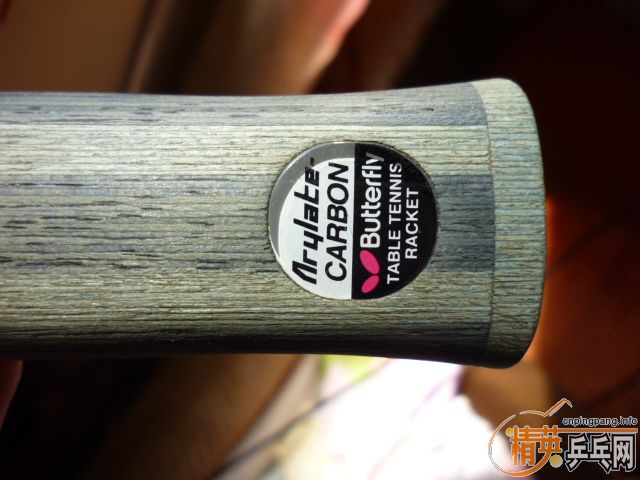 Arylate-
CARBON
Butterfly
TABLE TENNIS
RACKET
cnpingpang.info
精英乒乓网